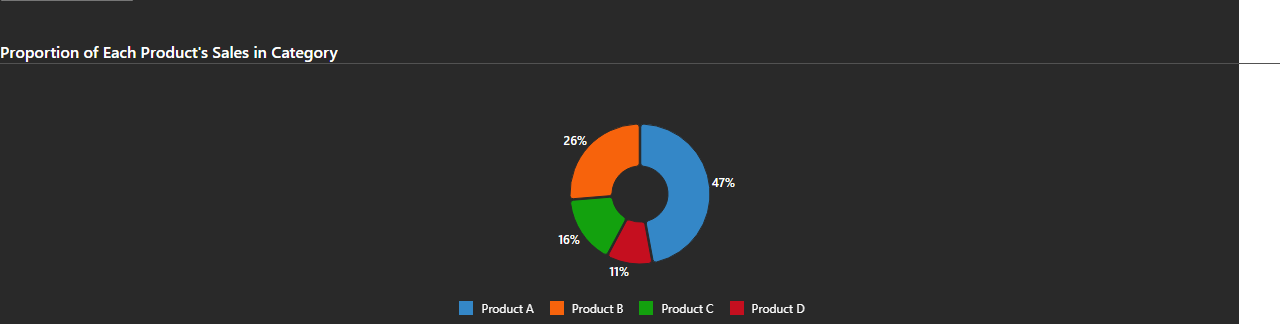 Proportion of Each Product's Sales in Category
26%
47%
16%
11%
Product A Product B Product C Product D